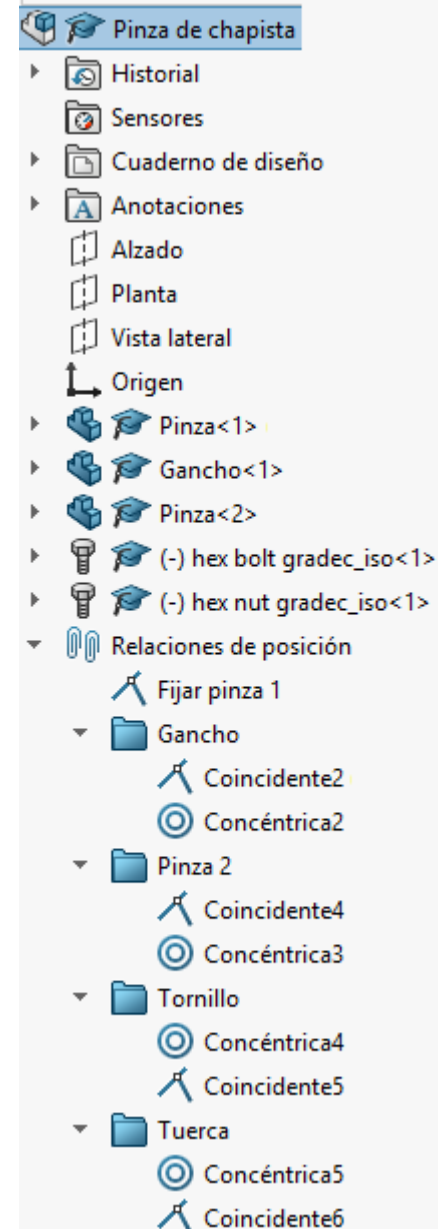 Pinza de chapista
Historial
Sensores
Cuaderno de diseño
Anotaciones
Alzado
Planta
Vista lateral
Origen
Pinza<1>
Gancho<1>
Pinza<2>
(-) hex bolt gradec_iso<1>
(-) hex nut gradec_iso<1>
Relaciones de posición
Fijar pinza 1
Gancho
Coincidente2
Concéntrica2
Pinza 2
Coincidente4
Concéntrica3
Tornillo
Concéntrica4
Coincidente5
Tuerca
Concéntrica5
Coincidente6